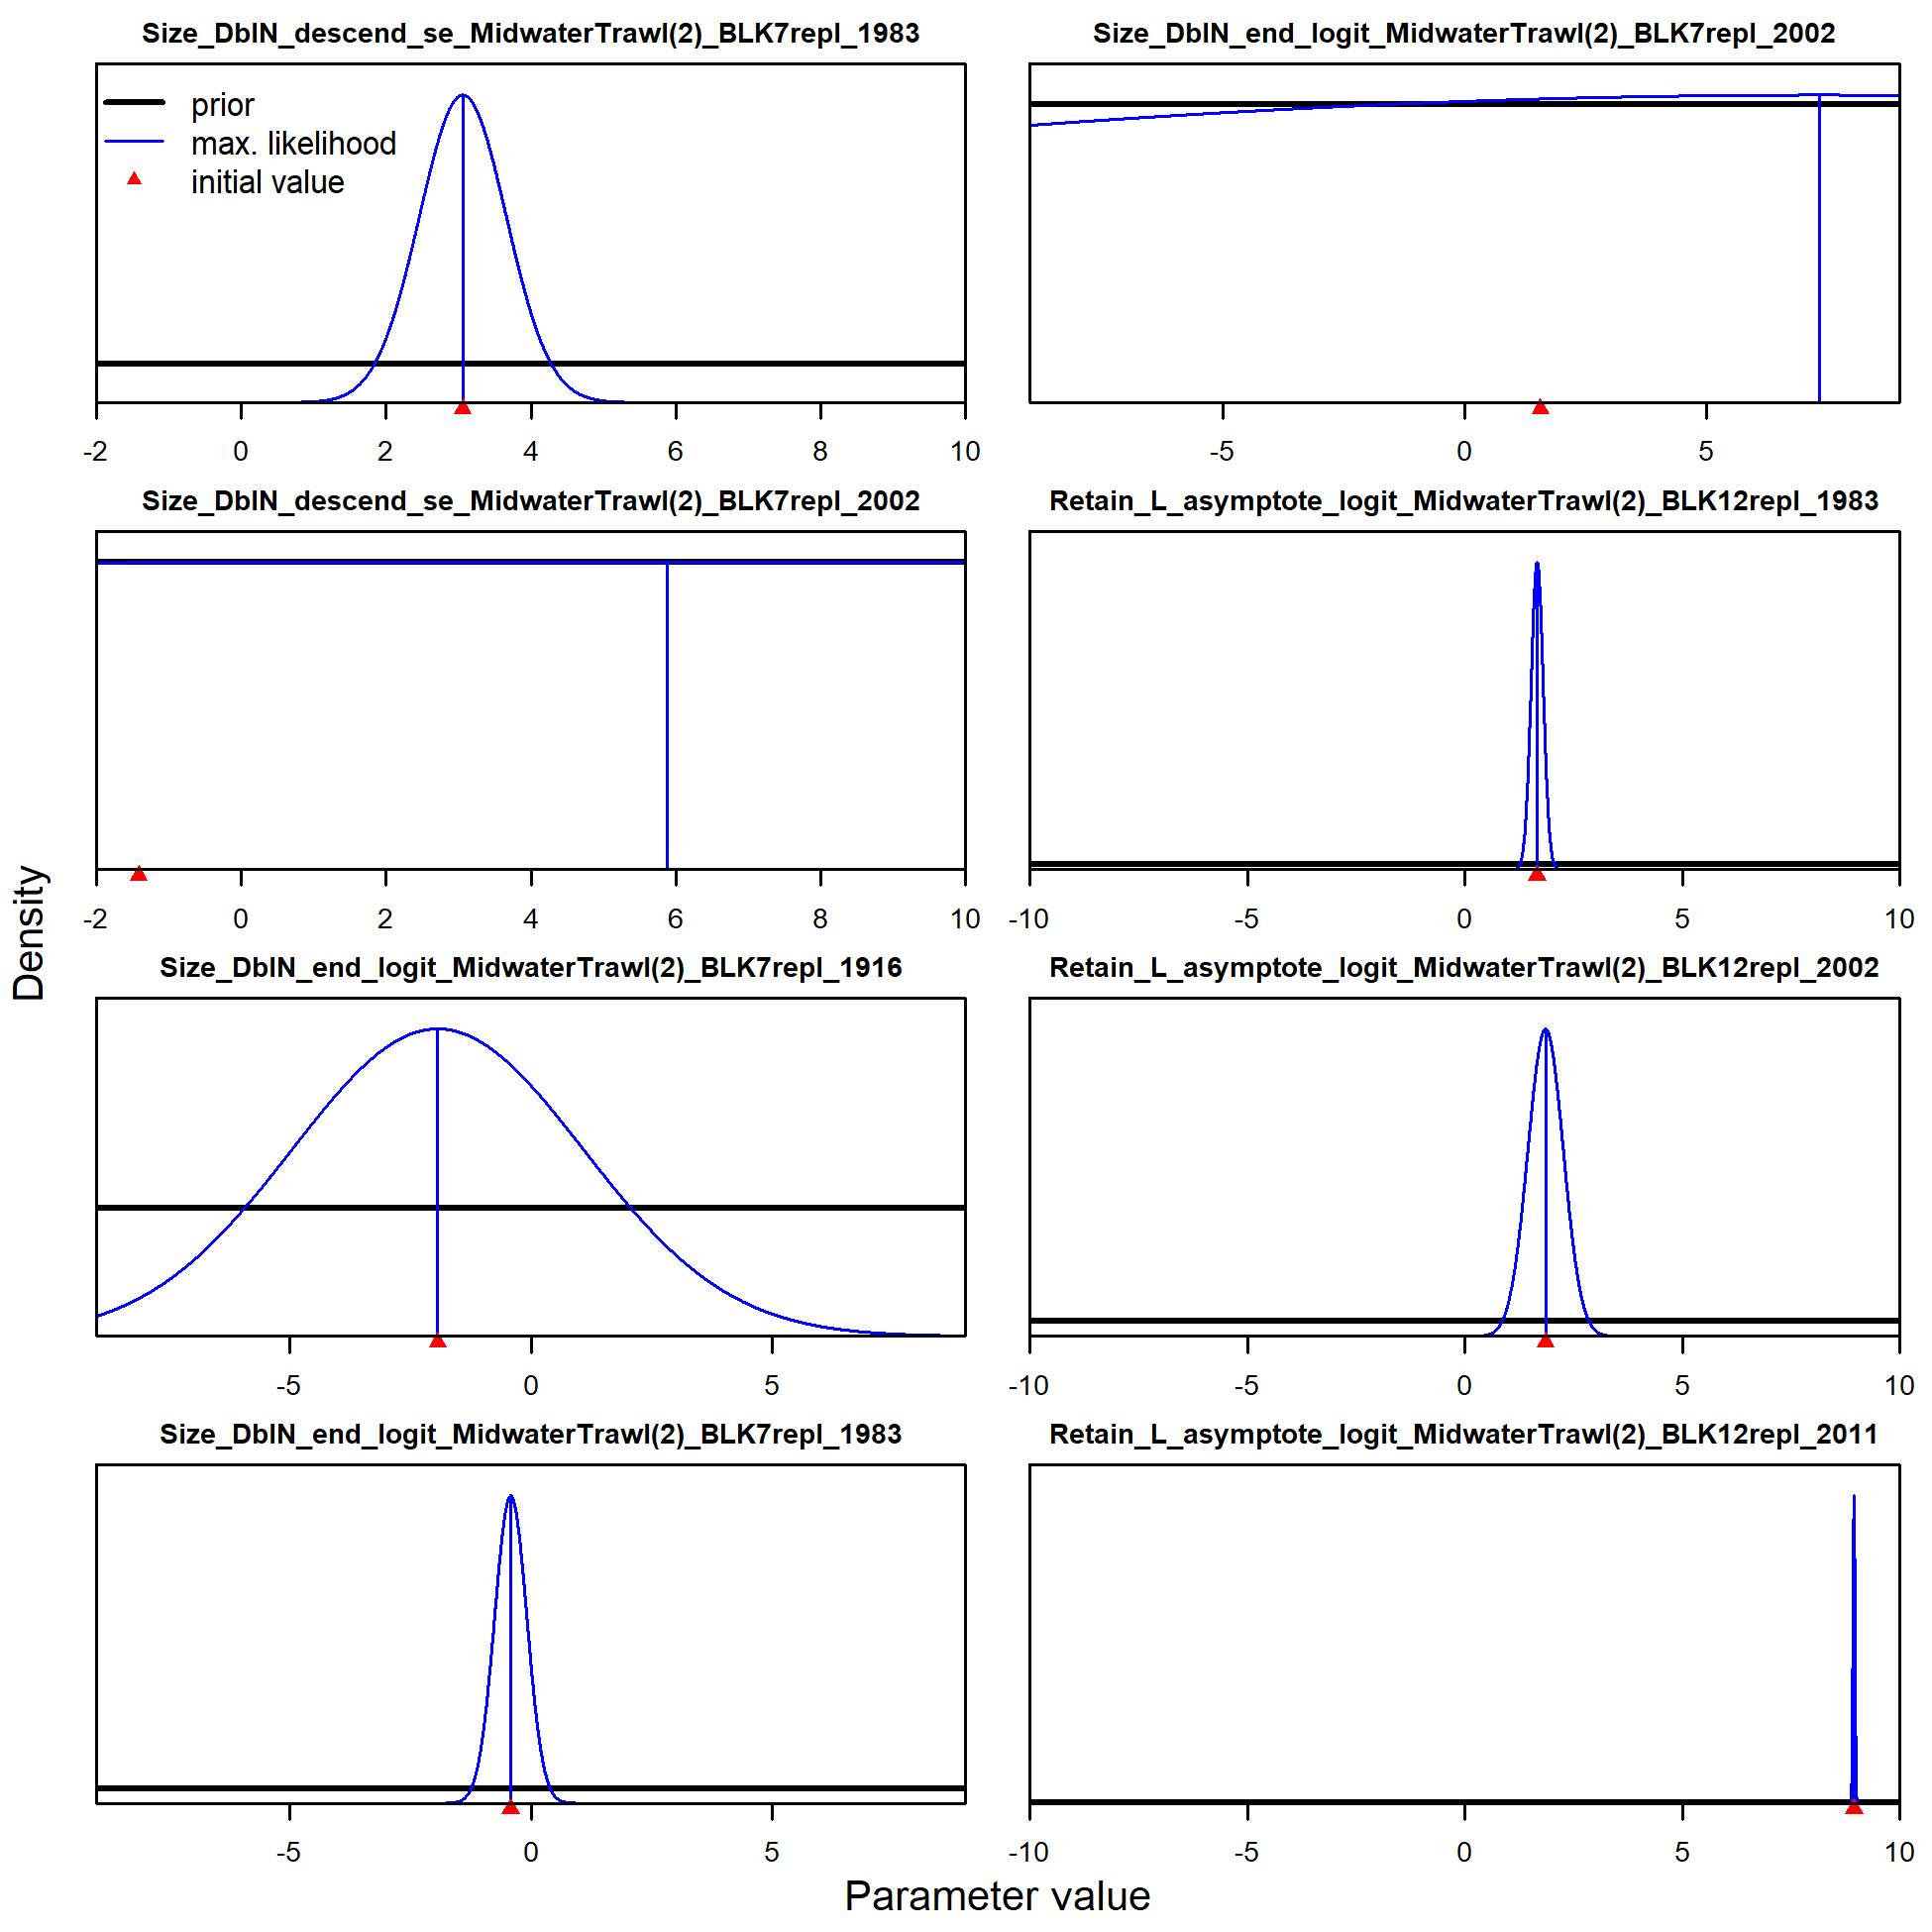 Size_DblN_descend_se_MidwaterTrawl(2)_BLK7repl_1983
prior
max. likelihood
initial value
-2 0 2 4 6 8 10
Size_DblN_end_logit_MidwaterTrawl(2)_BLK7repl_2002
-5 0 5
Size_DblN_descend_se_MidwaterTrawl(2)_BLK7repl_2002
-2 0 2 4 6 8 10
Retain_L_asymptote_logit_MidwaterTrawl(2)_BLK12repl_1983
-10 -5 0 5 10
Size_DblN_end_logit_MidwaterTrawl(2)_BLK7repl_1916
-5 0 5
Retain_L_asymptote_logit_MidwaterTrawl(2)_BLK12repl_2002
-10 -5 0 5 10
Size_DblN_end_logit_MidwaterTrawl(2)_BLK7repl_1983
-5 0 5
Retain_L_asymptote_logit_MidwaterTrawl(2)_BLK12repl_2011
-10 -5 0 5 10
Density
Parameter value